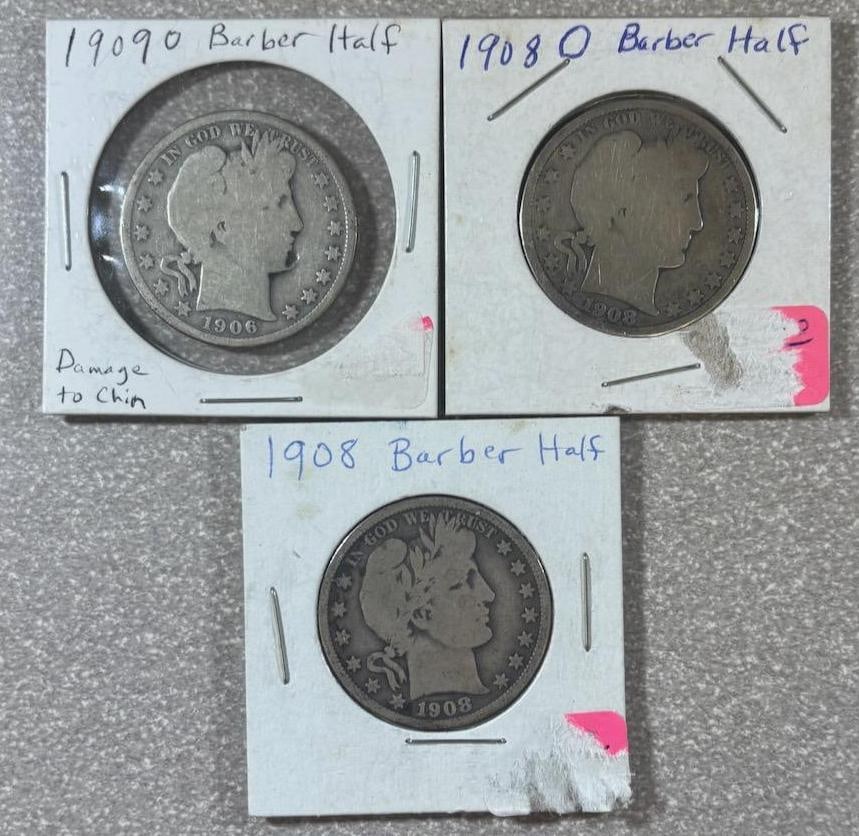 1909 O Barber Half
IN GOD WE TRUST
1906
Damage
to Chin
1908 O Barber Half
IN GOD WE TRUST
1908
1908 Barber Half
IN GOD WE TRUST
1908